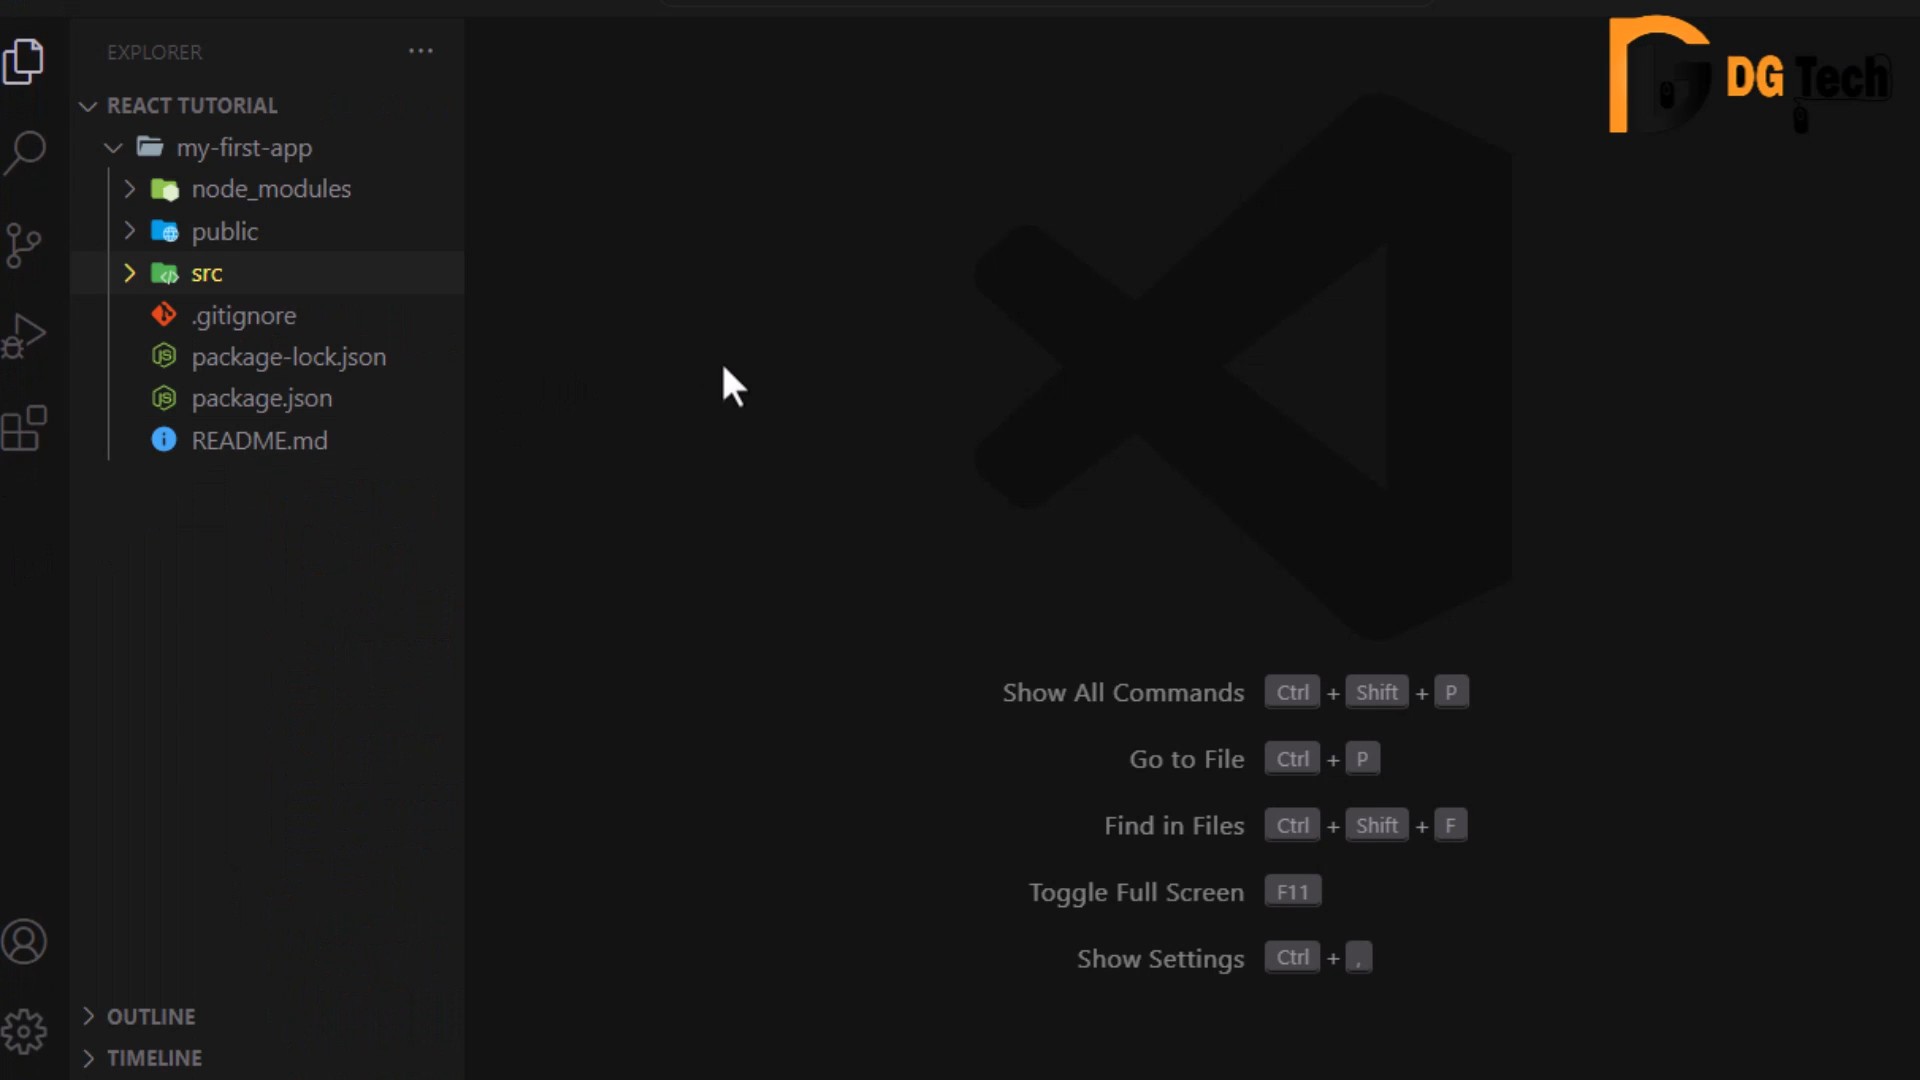 EXPLORER
REACT TUTORIAL
my-first-app
node_modules
public
src
.gitignore
package-lock.json
package.json
README.md
OUTLINE
TIMELINE
DG Tech
Show All Commands Ctrl + Shift + P
Go to File Ctrl + P
Find in Files Ctrl + Shift + F
Toggle Full Screen F11
Show Settings Ctrl + ,